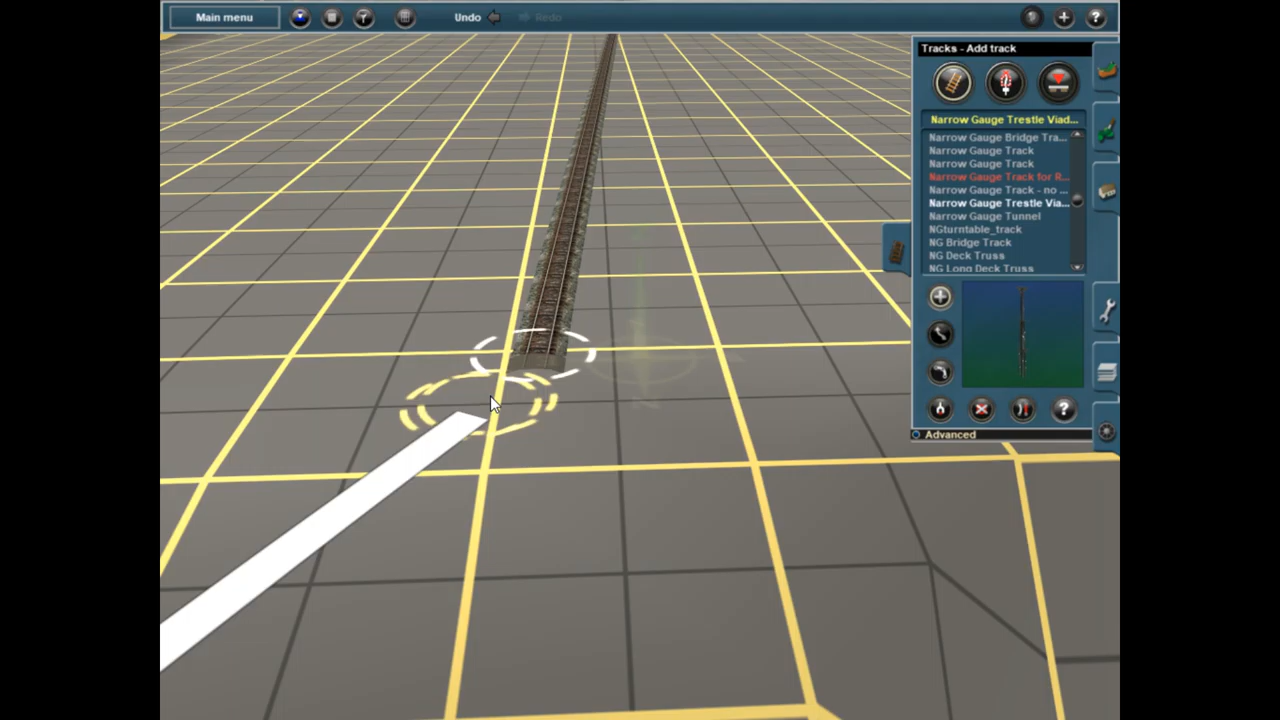 Main menu
Undo
Redo
Tracks - Add track
Narrow Gauge Trestle Viad...
Narrow Gauge Bridge Tra...
Narrow Gauge Track
Narrow Gauge Track
Narrow Gauge Track for R...
Narrow Gauge Track - no ...
Narrow Gauge Trestle Via...
Narrow Gauge Tunnel
NGturntable_track
NG Bridge Track
NG Deck Truss
NG Long Deck Truss
Advanced